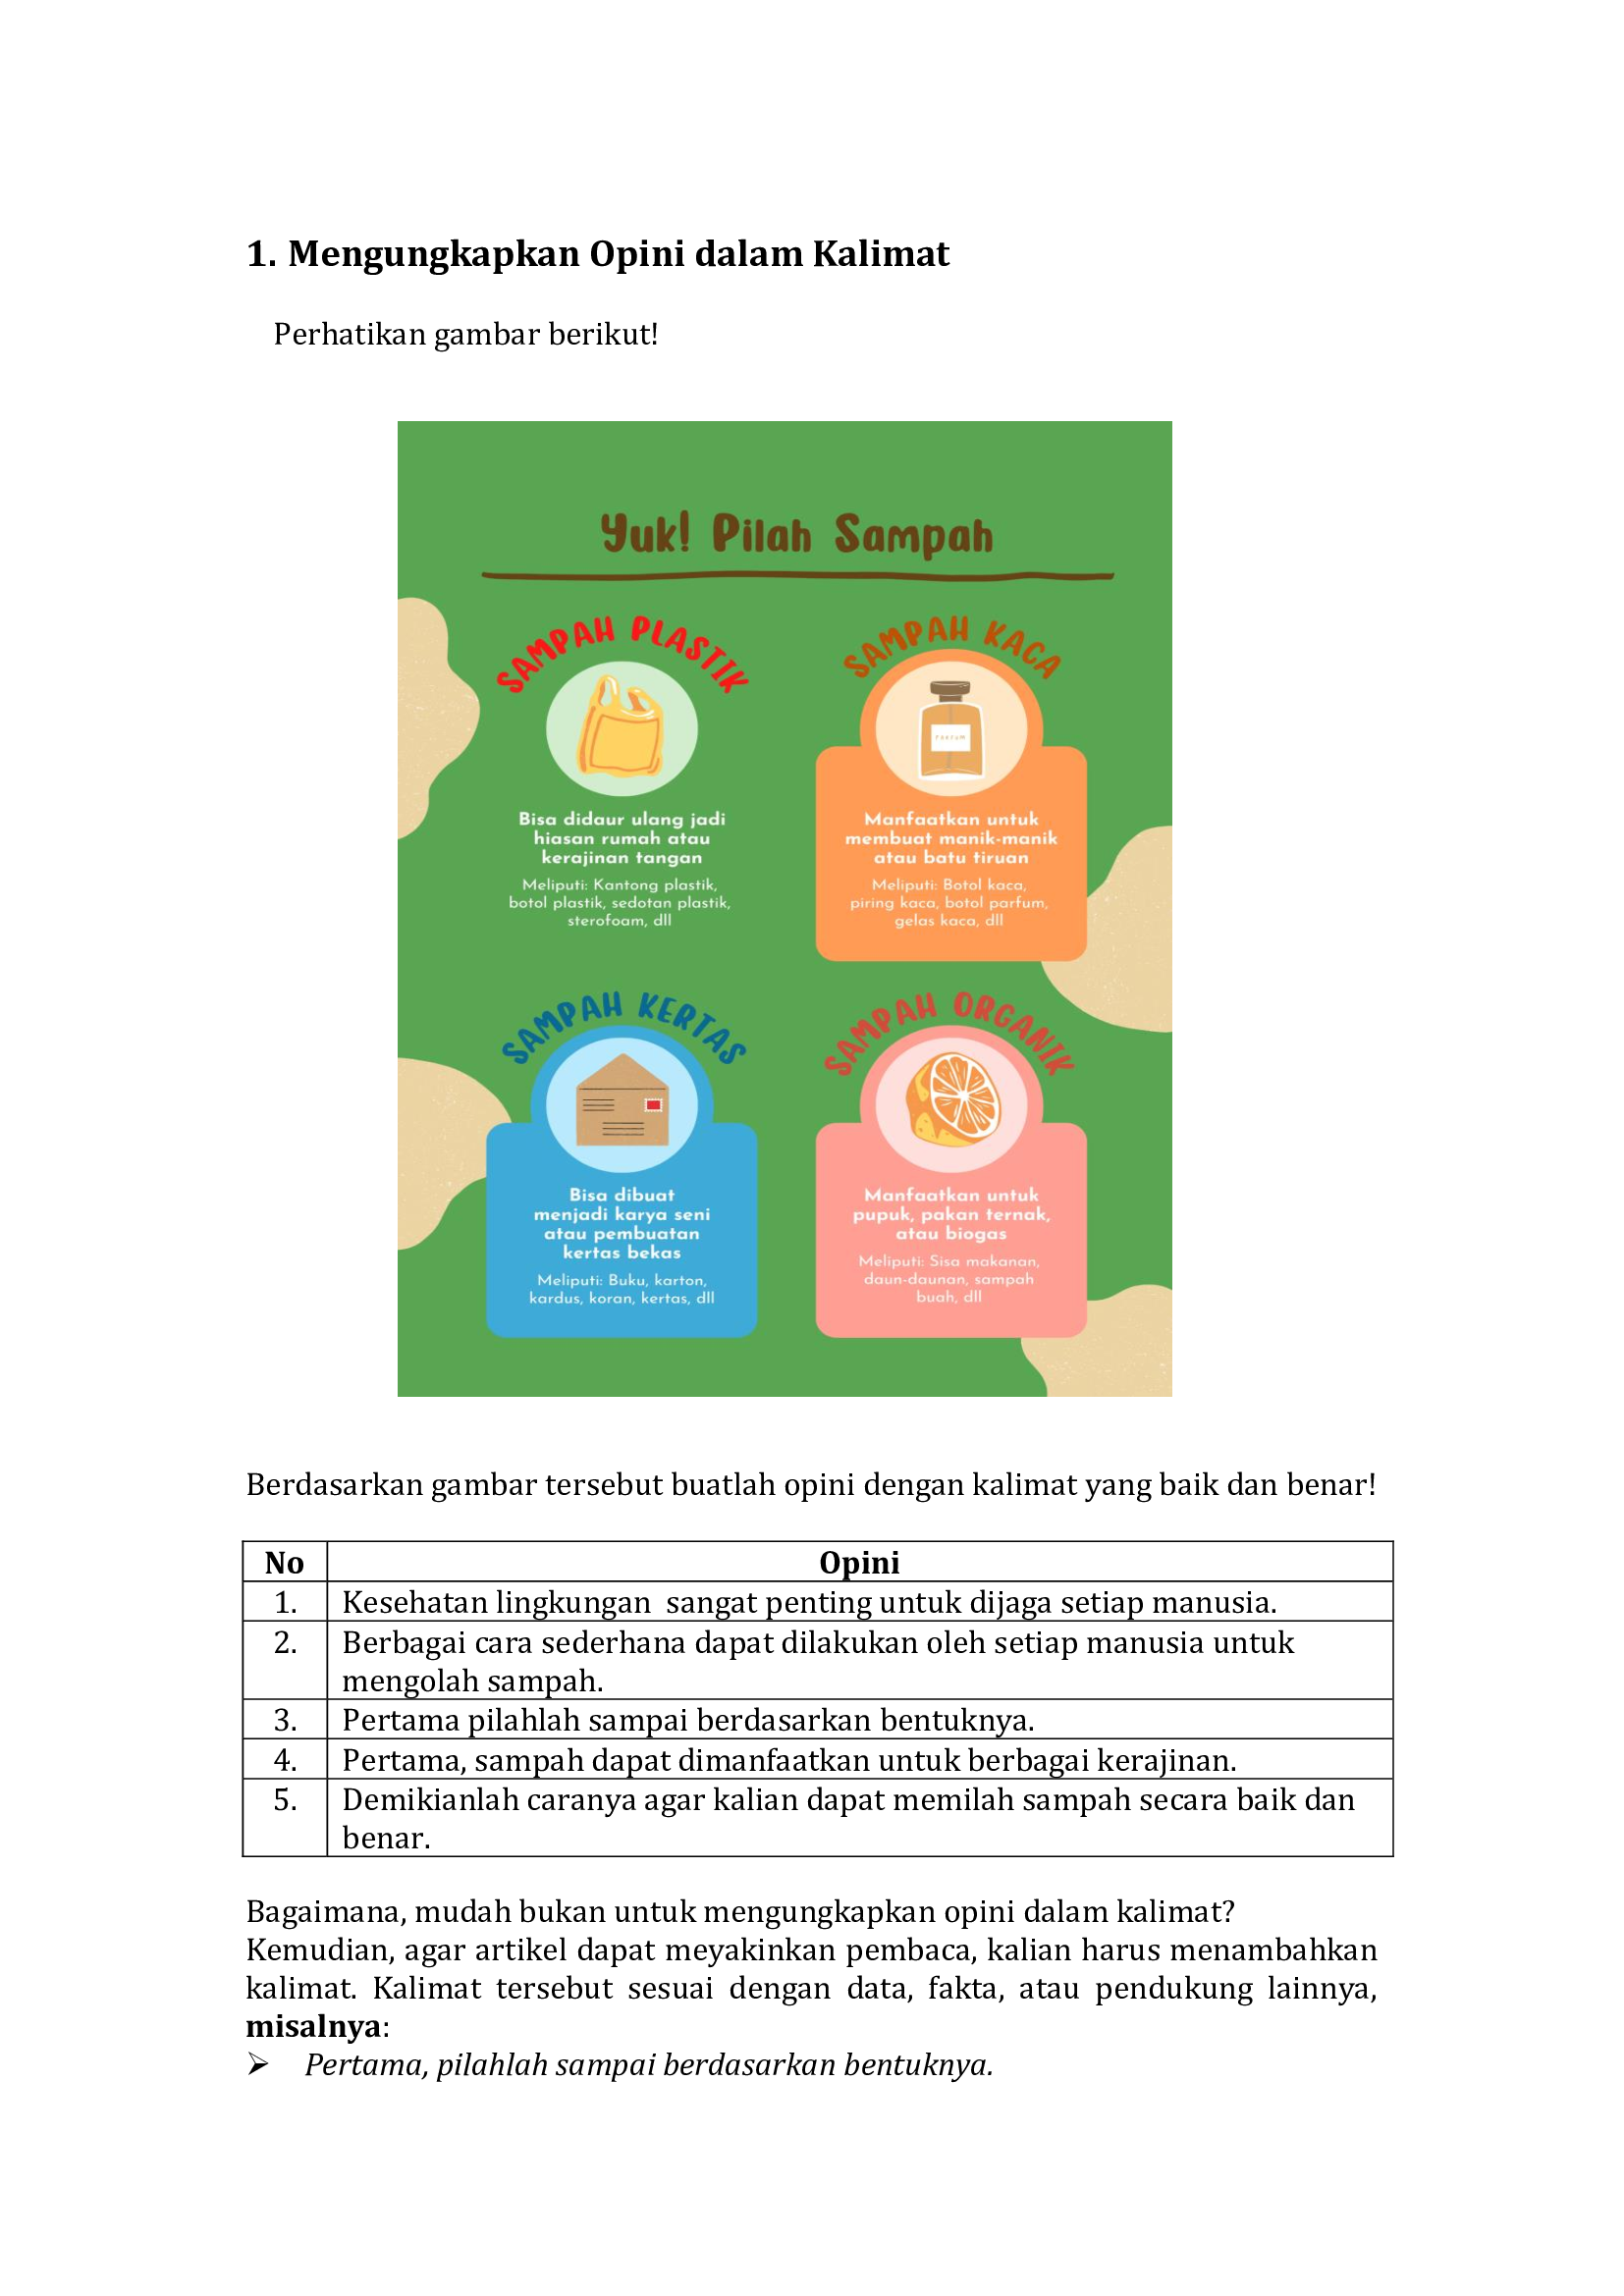 1. Mengungkapkan Opini dalam Kalimat
Perhatikan gambar berikut!
Yuk! Pilah Sampah
SAMPAH PLASTIK
Bisa didaur ulang jadi
hiasan rumah atau
kerajinan tangan
Meliputi: Kantong plastik,
botol plastik, sedotan plastik,
sterofoam, dll
SAMPAH KACA
PARFUM
Manfaatkan untuk
membuat manik-manik
atau batu tiruan
Meliputi: Botol kaca,
piring kaca, botol parfum,
gelas kaca, dll
SAMPAH KERTAS
Bisa dibuat
menjadi karya seni
atau pembuatan
kertas bekas
Meliputi: Buku, karton,
kardus, koran, kertas, dll
SAMPAH ORGANIK
Manfaatkan untuk
pupuk, pakan ternak,
atau biogas
Meliputi: Sisa makanan,
daun-daunan, sampah
buah, dll
Berdasarkan gambar tersebut buatlah opini dengan kalimat yang baik dan benar!
No Opini
1. Kesehatan lingkungan  sangat penting untuk dijaga setiap manusia.
2. Berbagai cara sederhana dapat dilakukan oleh setiap manusia untuk
mengolah sampah.
3. Pertama pilahlah sampai berdasarkan bentuknya.
4. Pertama, sampah dapat dimanfaatkan untuk berbagai kerajinan.
5. Demikianlah caranya agar kalian dapat memilah sampah secara baik dan
benar.
Bagaimana, mudah bukan untuk mengungkapkan opini dalam kalimat?
Kemudian, agar artikel dapat meyakinkan pembaca, kalian harus menambahkan
kalimat. Kalimat tersebut sesuai dengan data, fakta, atau pendukung lainnya,
misalnya:
➢ Pertama, pilahlah sampai berdasarkan bentuknya.